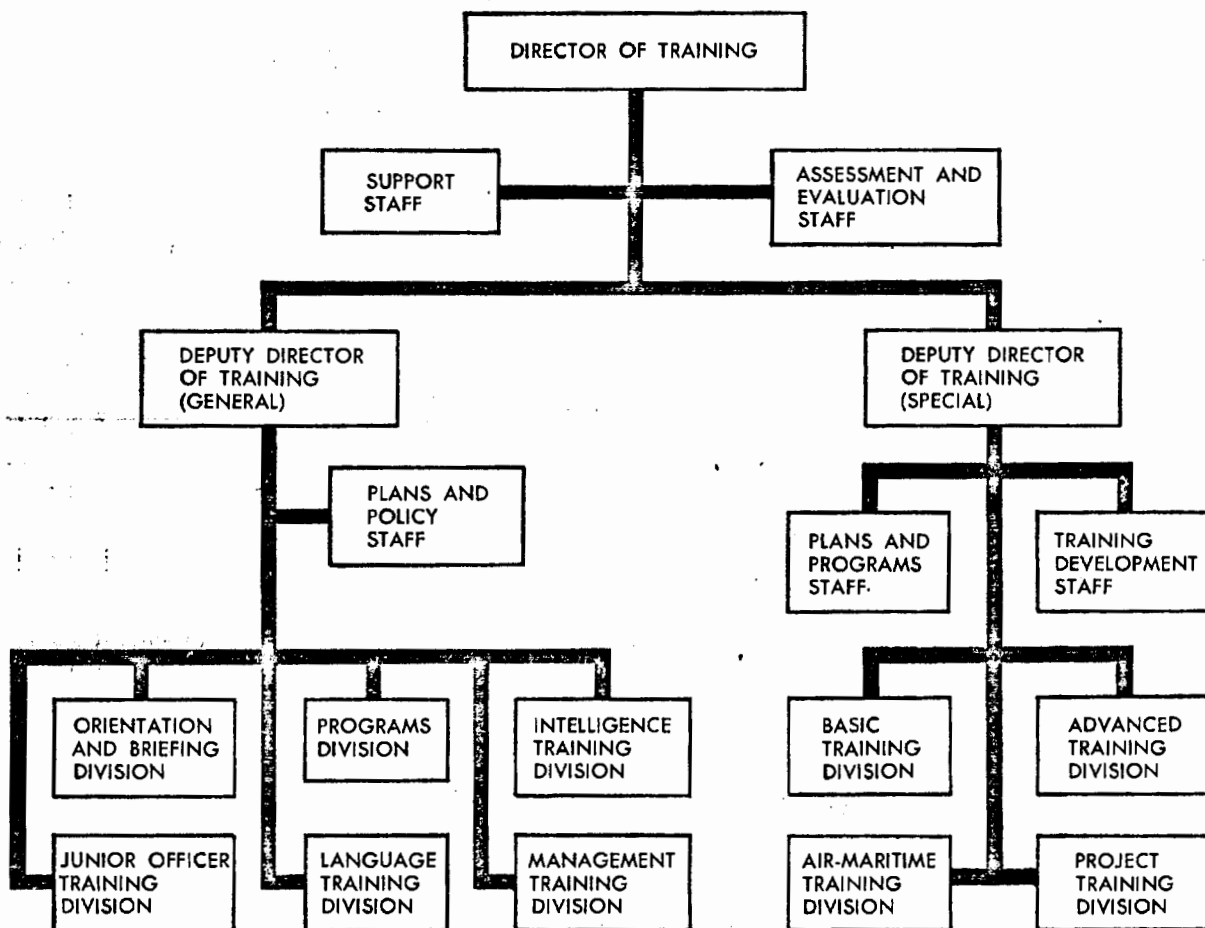 DIRECTOR OF TRAINING
SUPPORT
STAFF
ASSESSMENT AND
EVALUATION
STAFF
DEPUTY DIRECTOR
OF TRAINING
(GENERAL)
DEPUTY DIRECTOR
OF TRAINING
(SPECIAL)
PLANS AND
POLICY
STAFF
PLANS AND
PROGRAMS
STAFF
TRAINING
DEVELOPMENT
STAFF
ORIENTATION
AND BRIEFING
DIVISION
PROGRAMS
DIVISION
INTELLIGENCE
TRAINING
DIVISION
BASIC
TRAINING
DIVISION
ADVANCED
TRAINING
DIVISION
JUNIOR OFFICER
TRAINING
DIVISION
LANGUAGE
TRAINING
DIVISION
MANAGEMENT
TRAINING
DIVISION
AIR-MARITIME
TRAINING
DIVISION
PROJECT
TRAINING
DIVISION